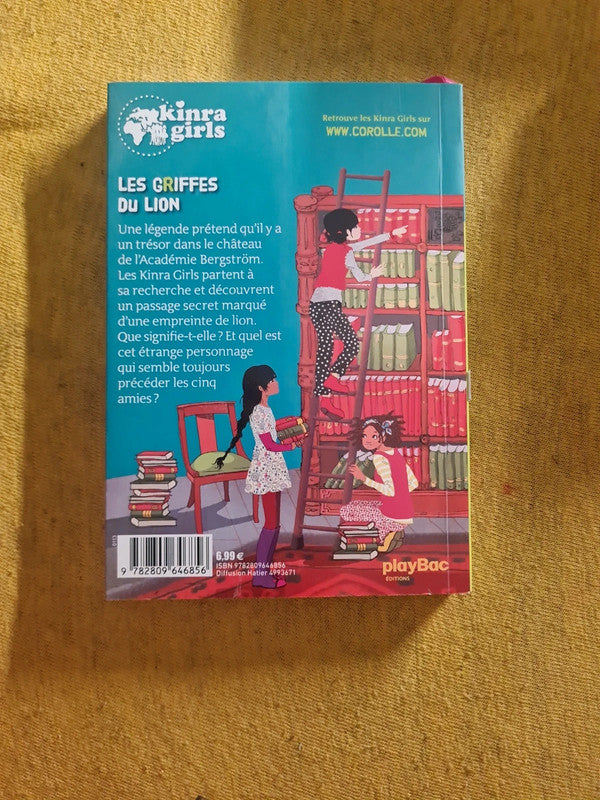 kinra
girls
Retrouve les Kinra Girls sur
WWW.COROLLE.COM
LES GRIFFES
DU LION
Une légende prétend qu'il y a
un trésor dans le château
de l'Académie Bergström.
Les Kinra Girls partent à
sa recherche et découvrent
un passage secret marqué
d'une empreinte de lion.
Que signifie-t-elle ? Et quel est
cet étrange personnage
qui semble toujours
précéder les cinq
amies ?
6,99 €
ISBN 9782809646856
Diffusion Hatier 4993671
9 782809 646856
playBac
ÉDITIONS